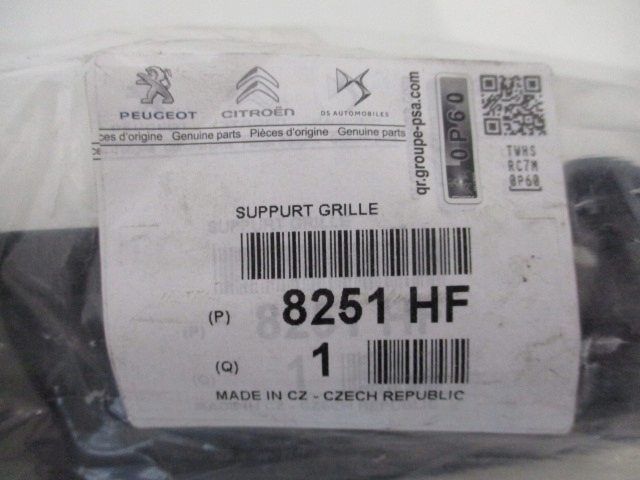 PEUGEOT CITROËN DS AUTOMOBILES
ces d'origine Genuine parts Pièces d'origine Genuine parts
qr.groupe-psa.com
0P60
TWHS
RC7M
0P60
SUPPURT GRILLE
(P) 8251 HF
(Q) 1
MADE IN CZ - CZECH REPUBLIC